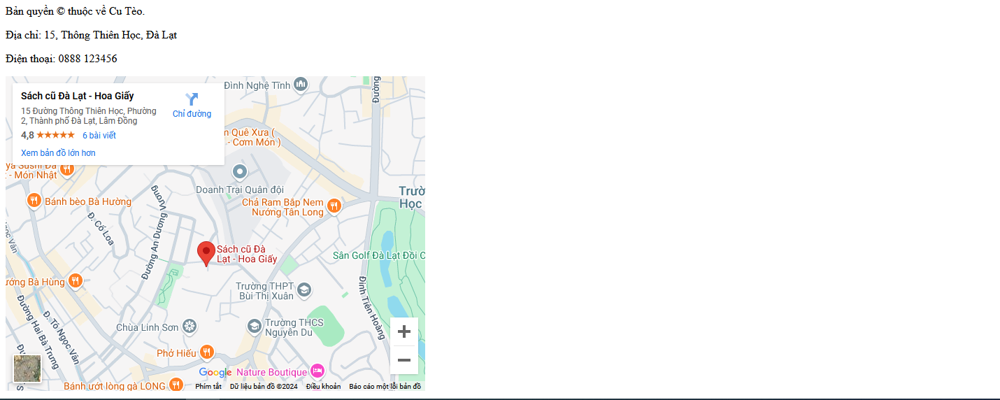 Bản quyền © thuộc về Cu Tèo.
Địa chỉ: 15, Thông Thiên Học, Đà Lạt
Điện thoại: 0888 123456
Sách cũ Đà Lạt - Hoa Giấy
15 Đường Thông Thiên Học, Phường
2, Thành phố Đà Lạt, Lâm Đồng
4,8
6 bài viết
Xem bản đồ lớn hơn
Chỉ đường
Đình Nghệ Tĩnh
Đường
n Quê Xưa (
- Cơm Món )
- Món Nhật
Doanh Trại Quân đội
Bánh bèo Bà Hường
Chả Ram Bắp Nem
Nướng Tân Long
Trườ
Học
Đ. Cổ Loa
Đường An Dương Vương
Ngọc Vân
Sách cũ Đà
Lạt - Hoa Giấy
Sân Golf Đà Lạt Đồi C
ướng Bà Hùng
Trường THPT
Bùi Thị Xuân
Đinh Tiên Hoàng
Đường Hai Bà Trưng
Đ. Tô Ngọc Vân
Chùa Linh Sơn
Trường THCS
Nguyễn Du
Phở Hiếu
Google
Nature Boutique
Bánh ướt lòng gà LONG
Phím tắt
Dữ liệu bản đồ ©2024
Điều khoản
Báo cáo một lỗi bản đồ